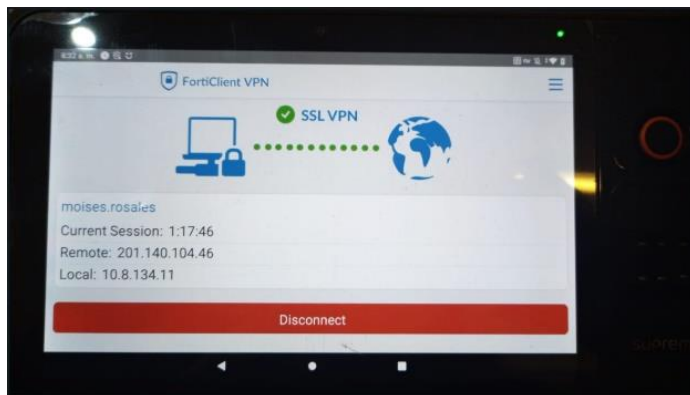 FortiClient VPN
SSL VPN
moises.rosales
Current Session: 1:17:46
Remote: 201.140.104.46
Local: 10.8.134.11
Disconnect